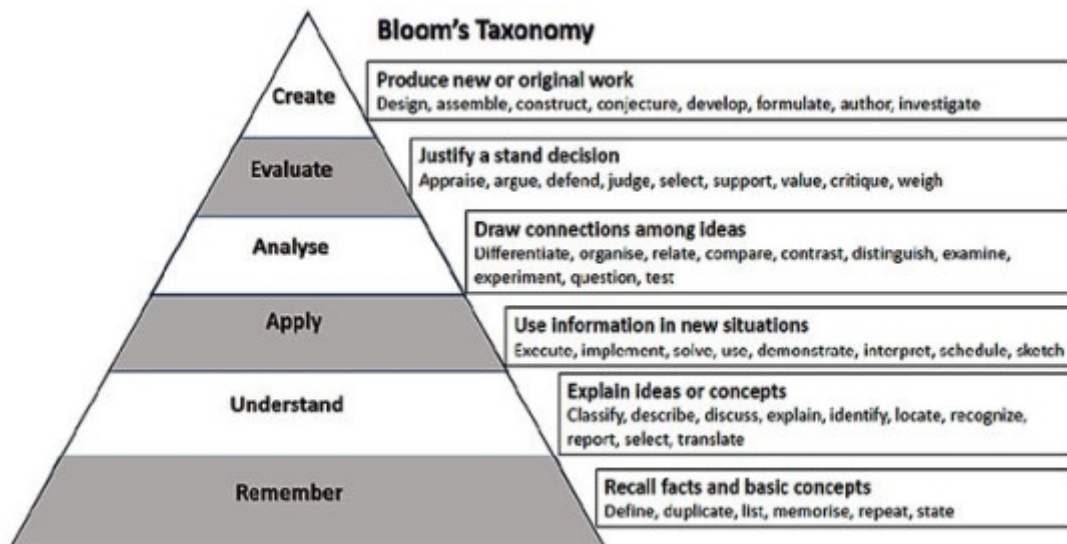 Bloom's Taxonomy
Create
Produce new or original work
Design, assemble, construct, conjecture, develop, formulate, author, investigate
Evaluate
Justify a stand decision
Appraise, argue, defend, judge, select, support, value, critique, weigh
Analyse
Draw connections among ideas
Differentiate, organise, relate, compare, contrast, distinguish, examine,
experiment, question, test
Apply
Use information in new situations
Execute, implement, solve, use, demonstrate, interpret, schedule, sketch
Understand
Explain ideas or concepts
Classify, describe, discuss, explain, identify, locate, recognize,
report, select, translate
Remember
Recall facts and basic concepts
Define, duplicate, list, memorise, repeat, state